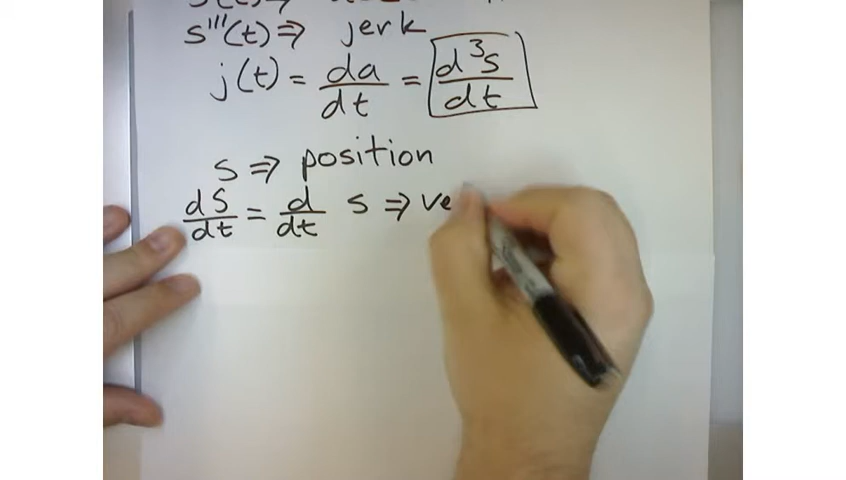 s'''(t) ⇒ jerk
j(t) = da/dt = d³s/dt
s ⇒ position
dS/dt = d/dt s ⇒ ve